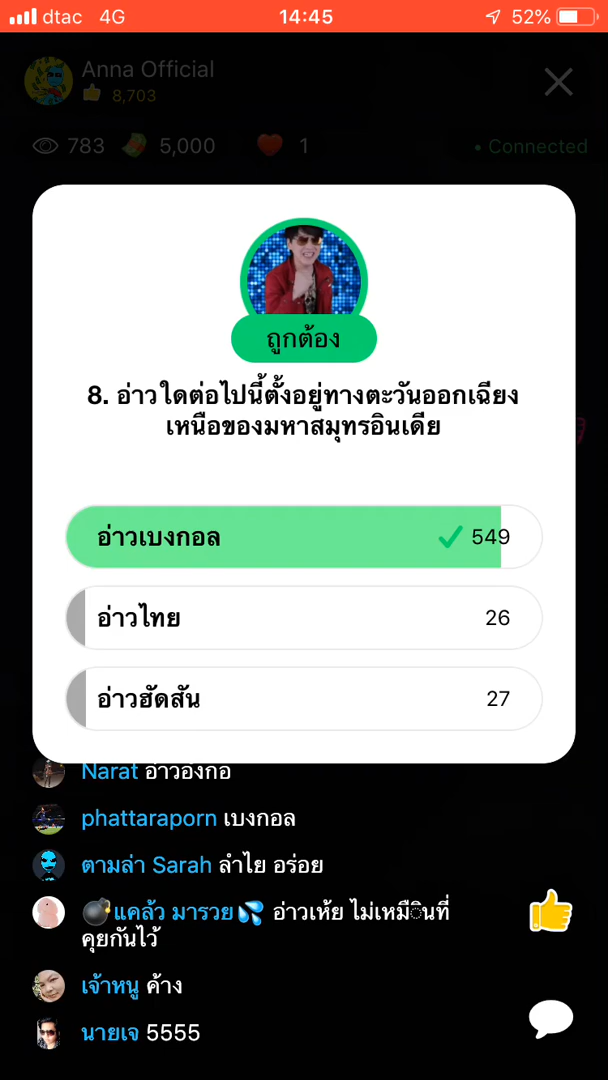 dtac 4G 14:45 52%
Anna Official
8,703
783 5,000 1 • Connected
ถูกต้อง
8. อ่าวใดต่อไปนี้ตั้งอยู่ทางตะวันออกเฉียง
เหนือของมหาสมุทรอินเดีย
อ่าวเบงกอล 549
อ่าวไทย 26
อ่าวฮัดสัน 27
Narat
phattaraporn เบงกอล
ตามล่า Sarah ลำไย อร่อย
แคล้ว มารวย อ่าวเห้ย ไม่เหมืินที่
คุยกันไว้
เจ้าหนู ค้าง
นายเจ 5555